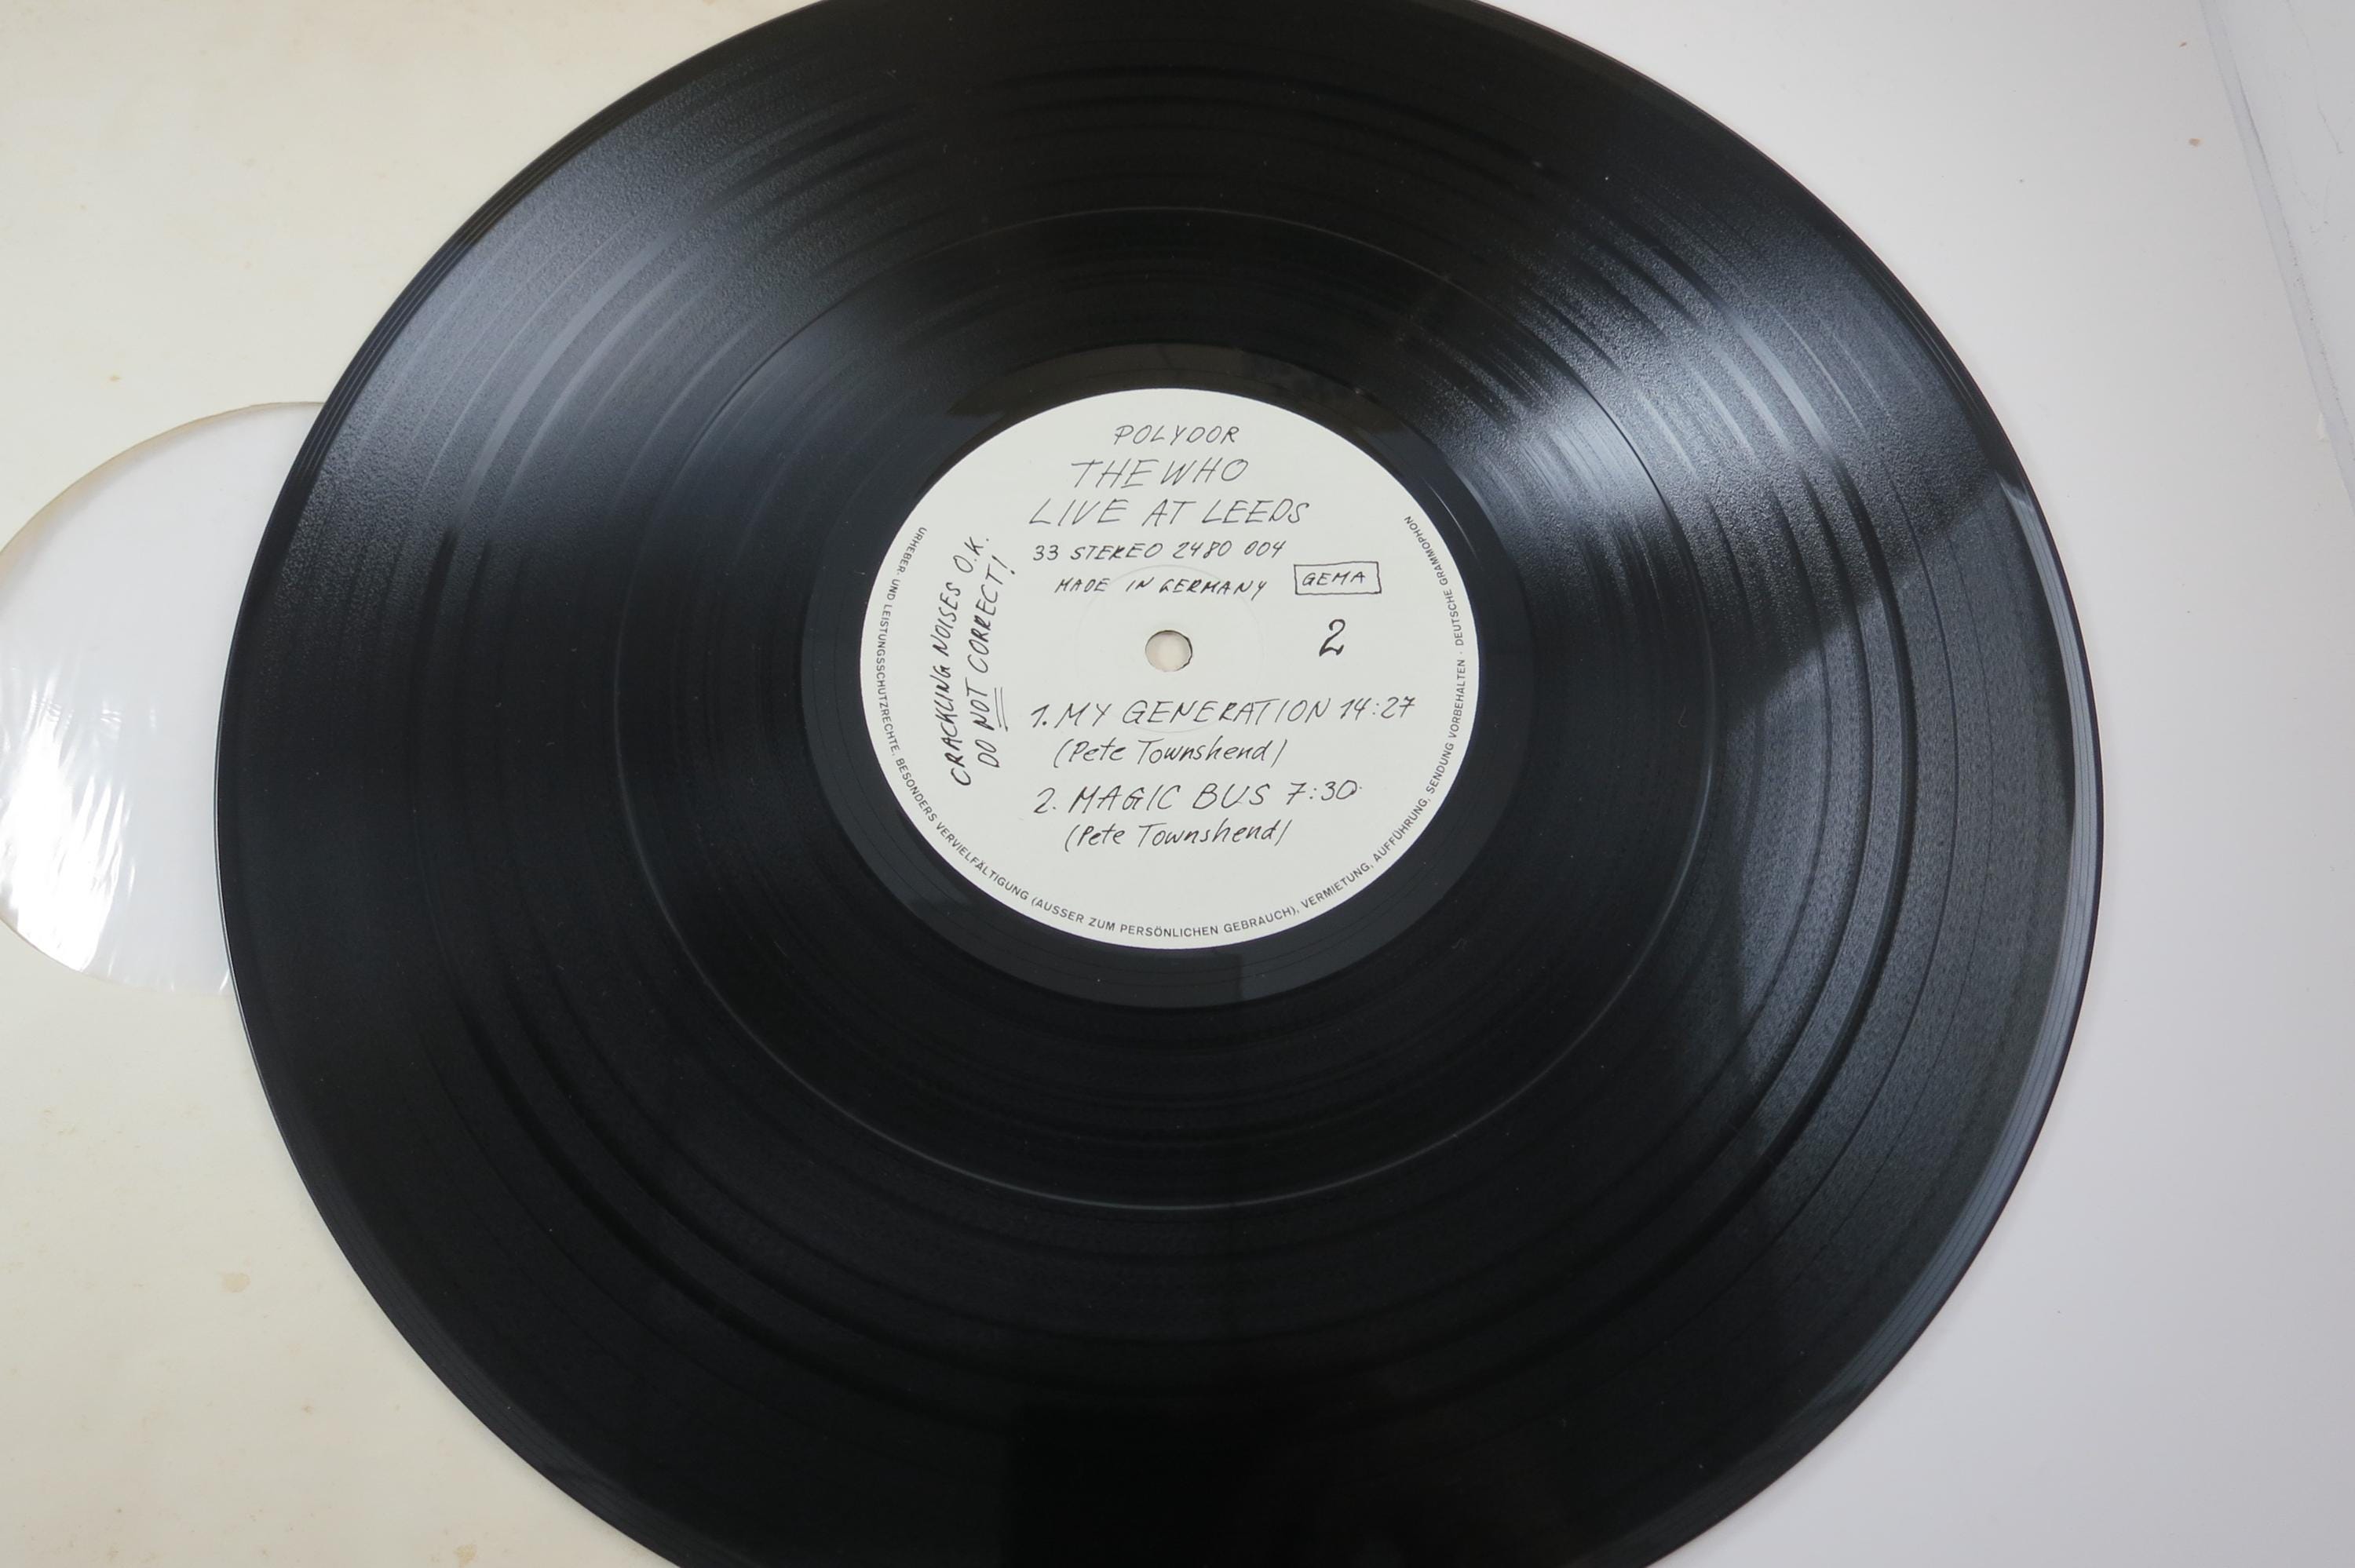 POLYDOR
THE WHO
LIVE AT LEEDS
33 STEREO 2480 004
MADE IN GERMANY
GEMA
2
CRACKLING NOISES O.K.
DO NOT CORRECT!
1. MY GENERATION 14:27
(Pete Townshend)
2. MAGIC BUS 7:30
(Pete Townshend)
URHEBER- UND LEISTUNGSSCHUTZRECHTE, BESONDERS VERVIELFÄLTIGUNG (AUSSER ZUM PERSÖNLICHEN GEBRAUCH), VERMIETUNG, AUFFÜHRUNG, SENDUNG VORBEHALTEN · DEUTSCHE GRAMMOPHON